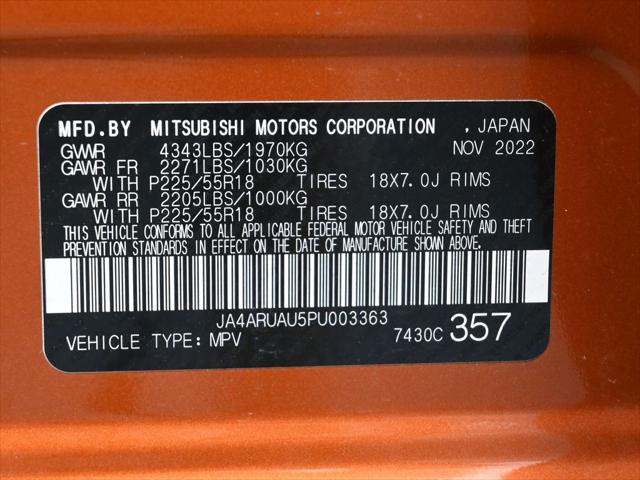 MFD.BY MITSUBISHI MOTORS CORPORATION , JAPAN
GVWR 4343LBS/1970KG NOV 2022
GAWR FR 2271LBS/1030KG
WITH P225/55R18 TIRES 18X7.0J RIMS
GAWR RR 2205LBS/1000KG
WITH P225/55R18 TIRES 18X7.0J RIMS
THIS VEHICLE CONFORMS TO ALL APPLICABLE FEDERAL MOTOR VEHICLE SAFETY AND THEFT
PREVENTION STANDARDS IN EFFECT ON THE DATE OF MANUFACTURE SHOWN ABOVE.
JA4ARUAU5PU003363
VEHICLE TYPE: MPV 7430C 357